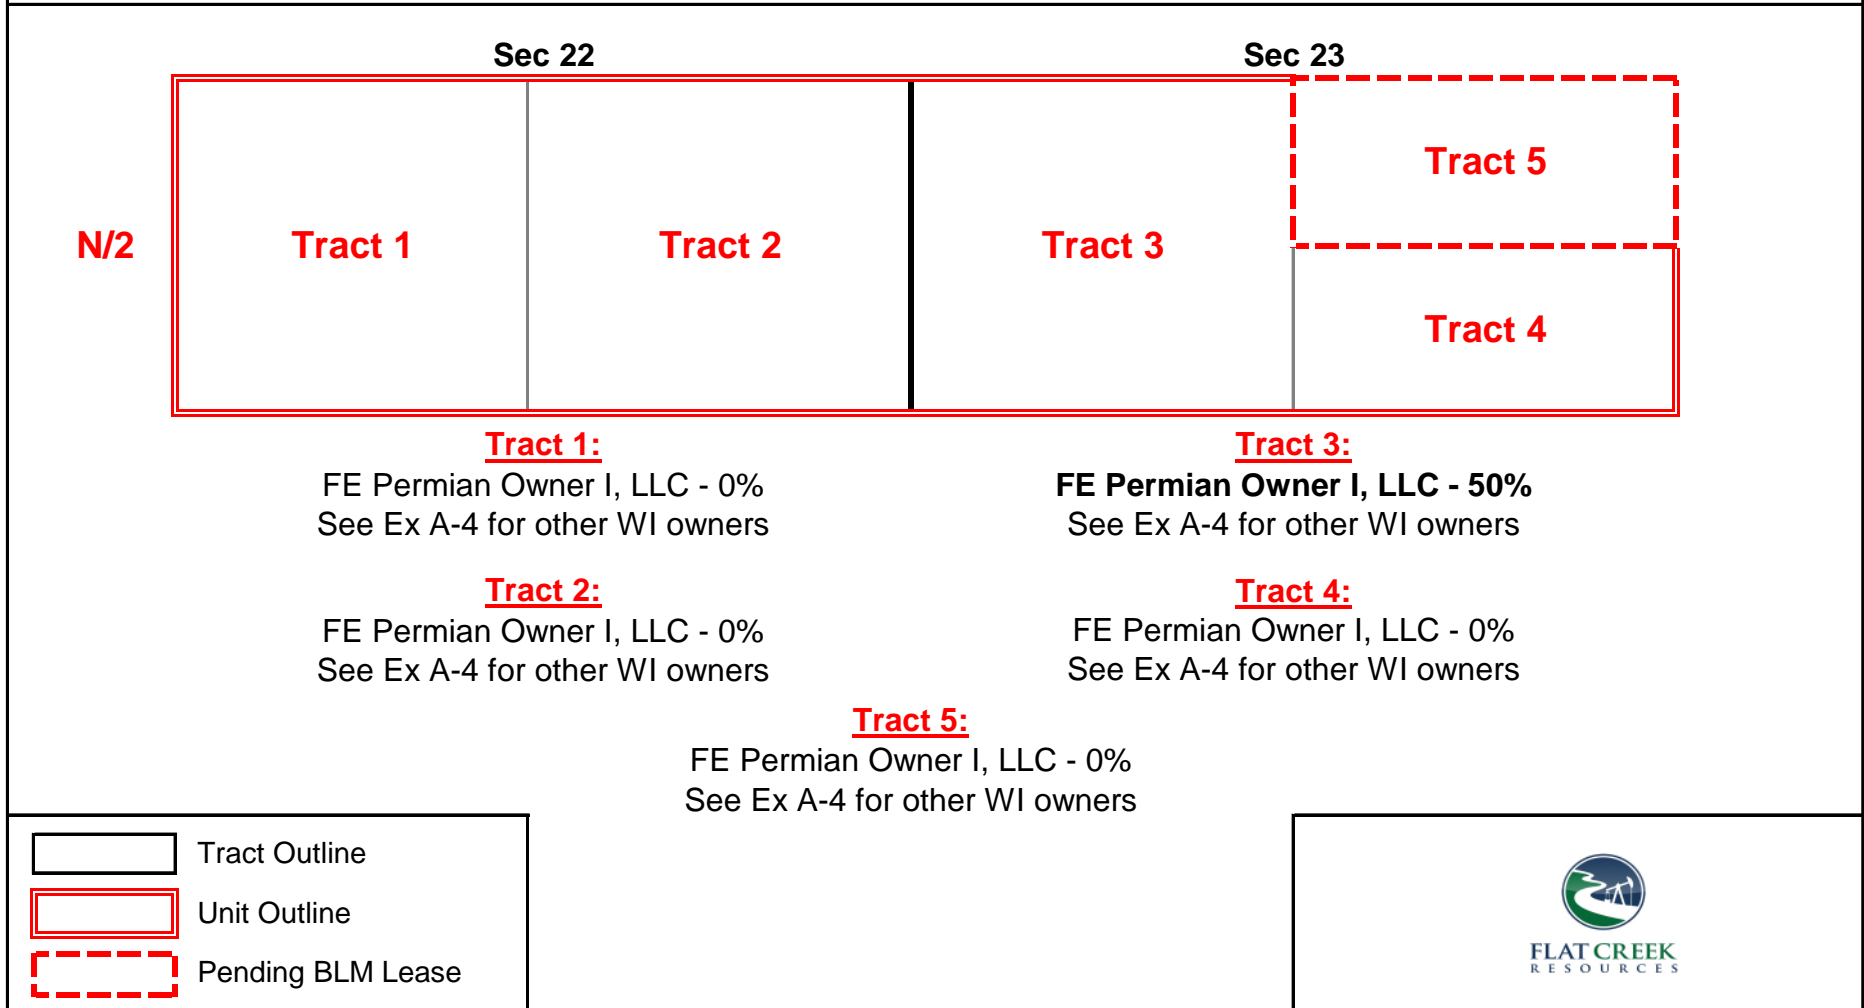 Sec 22
Sec 23
N/2
Tract 1
Tract 2
Tract 3
Tract 5
Tract 4
Tract 1:
FE Permian Owner I, LLC - 0%
See Ex A-4 for other WI owners
Tract 3:
FE Permian Owner I, LLC - 50%
See Ex A-4 for other WI owners
Tract 2:
FE Permian Owner I, LLC - 0%
See Ex A-4 for other WI owners
Tract 4:
FE Permian Owner I, LLC - 0%
See Ex A-4 for other WI owners
Tract 5:
FE Permian Owner I, LLC - 0%
See Ex A-4 for other WI owners
Tract Outline
Unit Outline
Pending BLM Lease
FLAT CREEK
RESOURCES